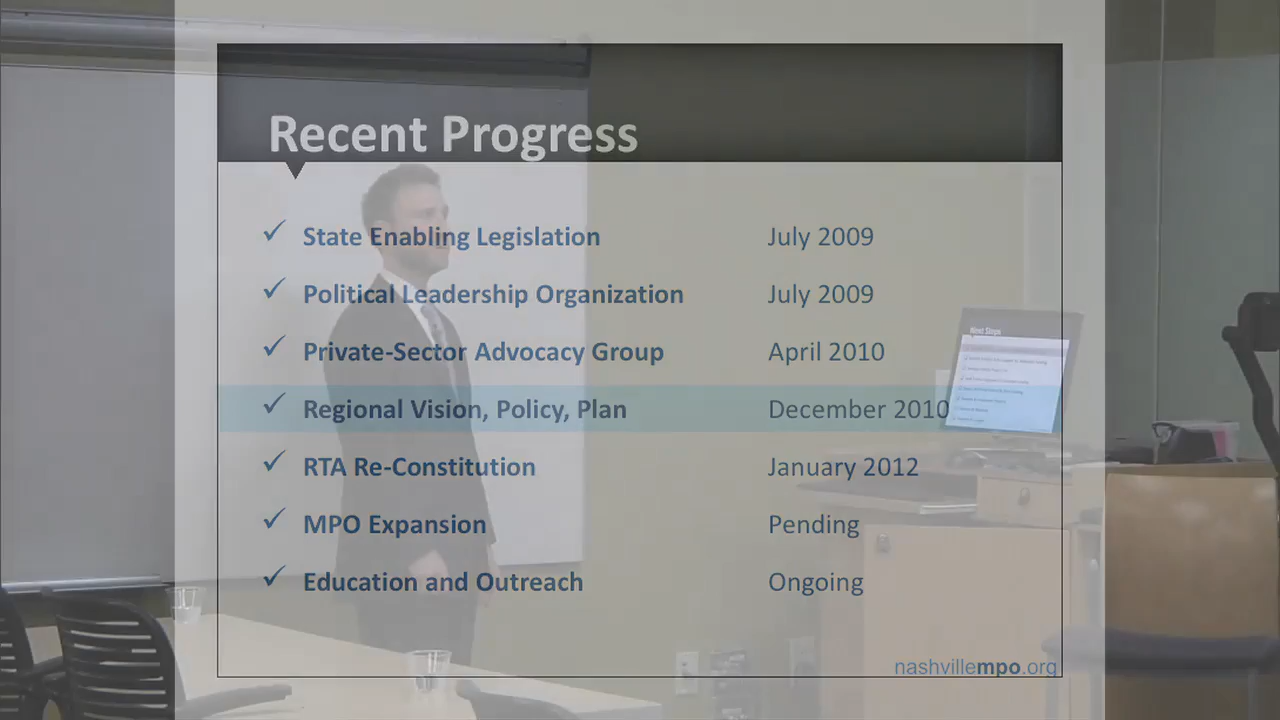 Recent Progress
✓ State Enabling Legislation July 2009
✓ Political Leadership Organization July 2009
✓ Private-Sector Advocacy Group April 2010
✓ Regional Vision, Policy, Plan December 2010
✓ RTA Re-Constitution January 2012
✓ MPO Expansion Pending
✓ Education and Outreach Ongoing
Next Steps
nashvillempo.org